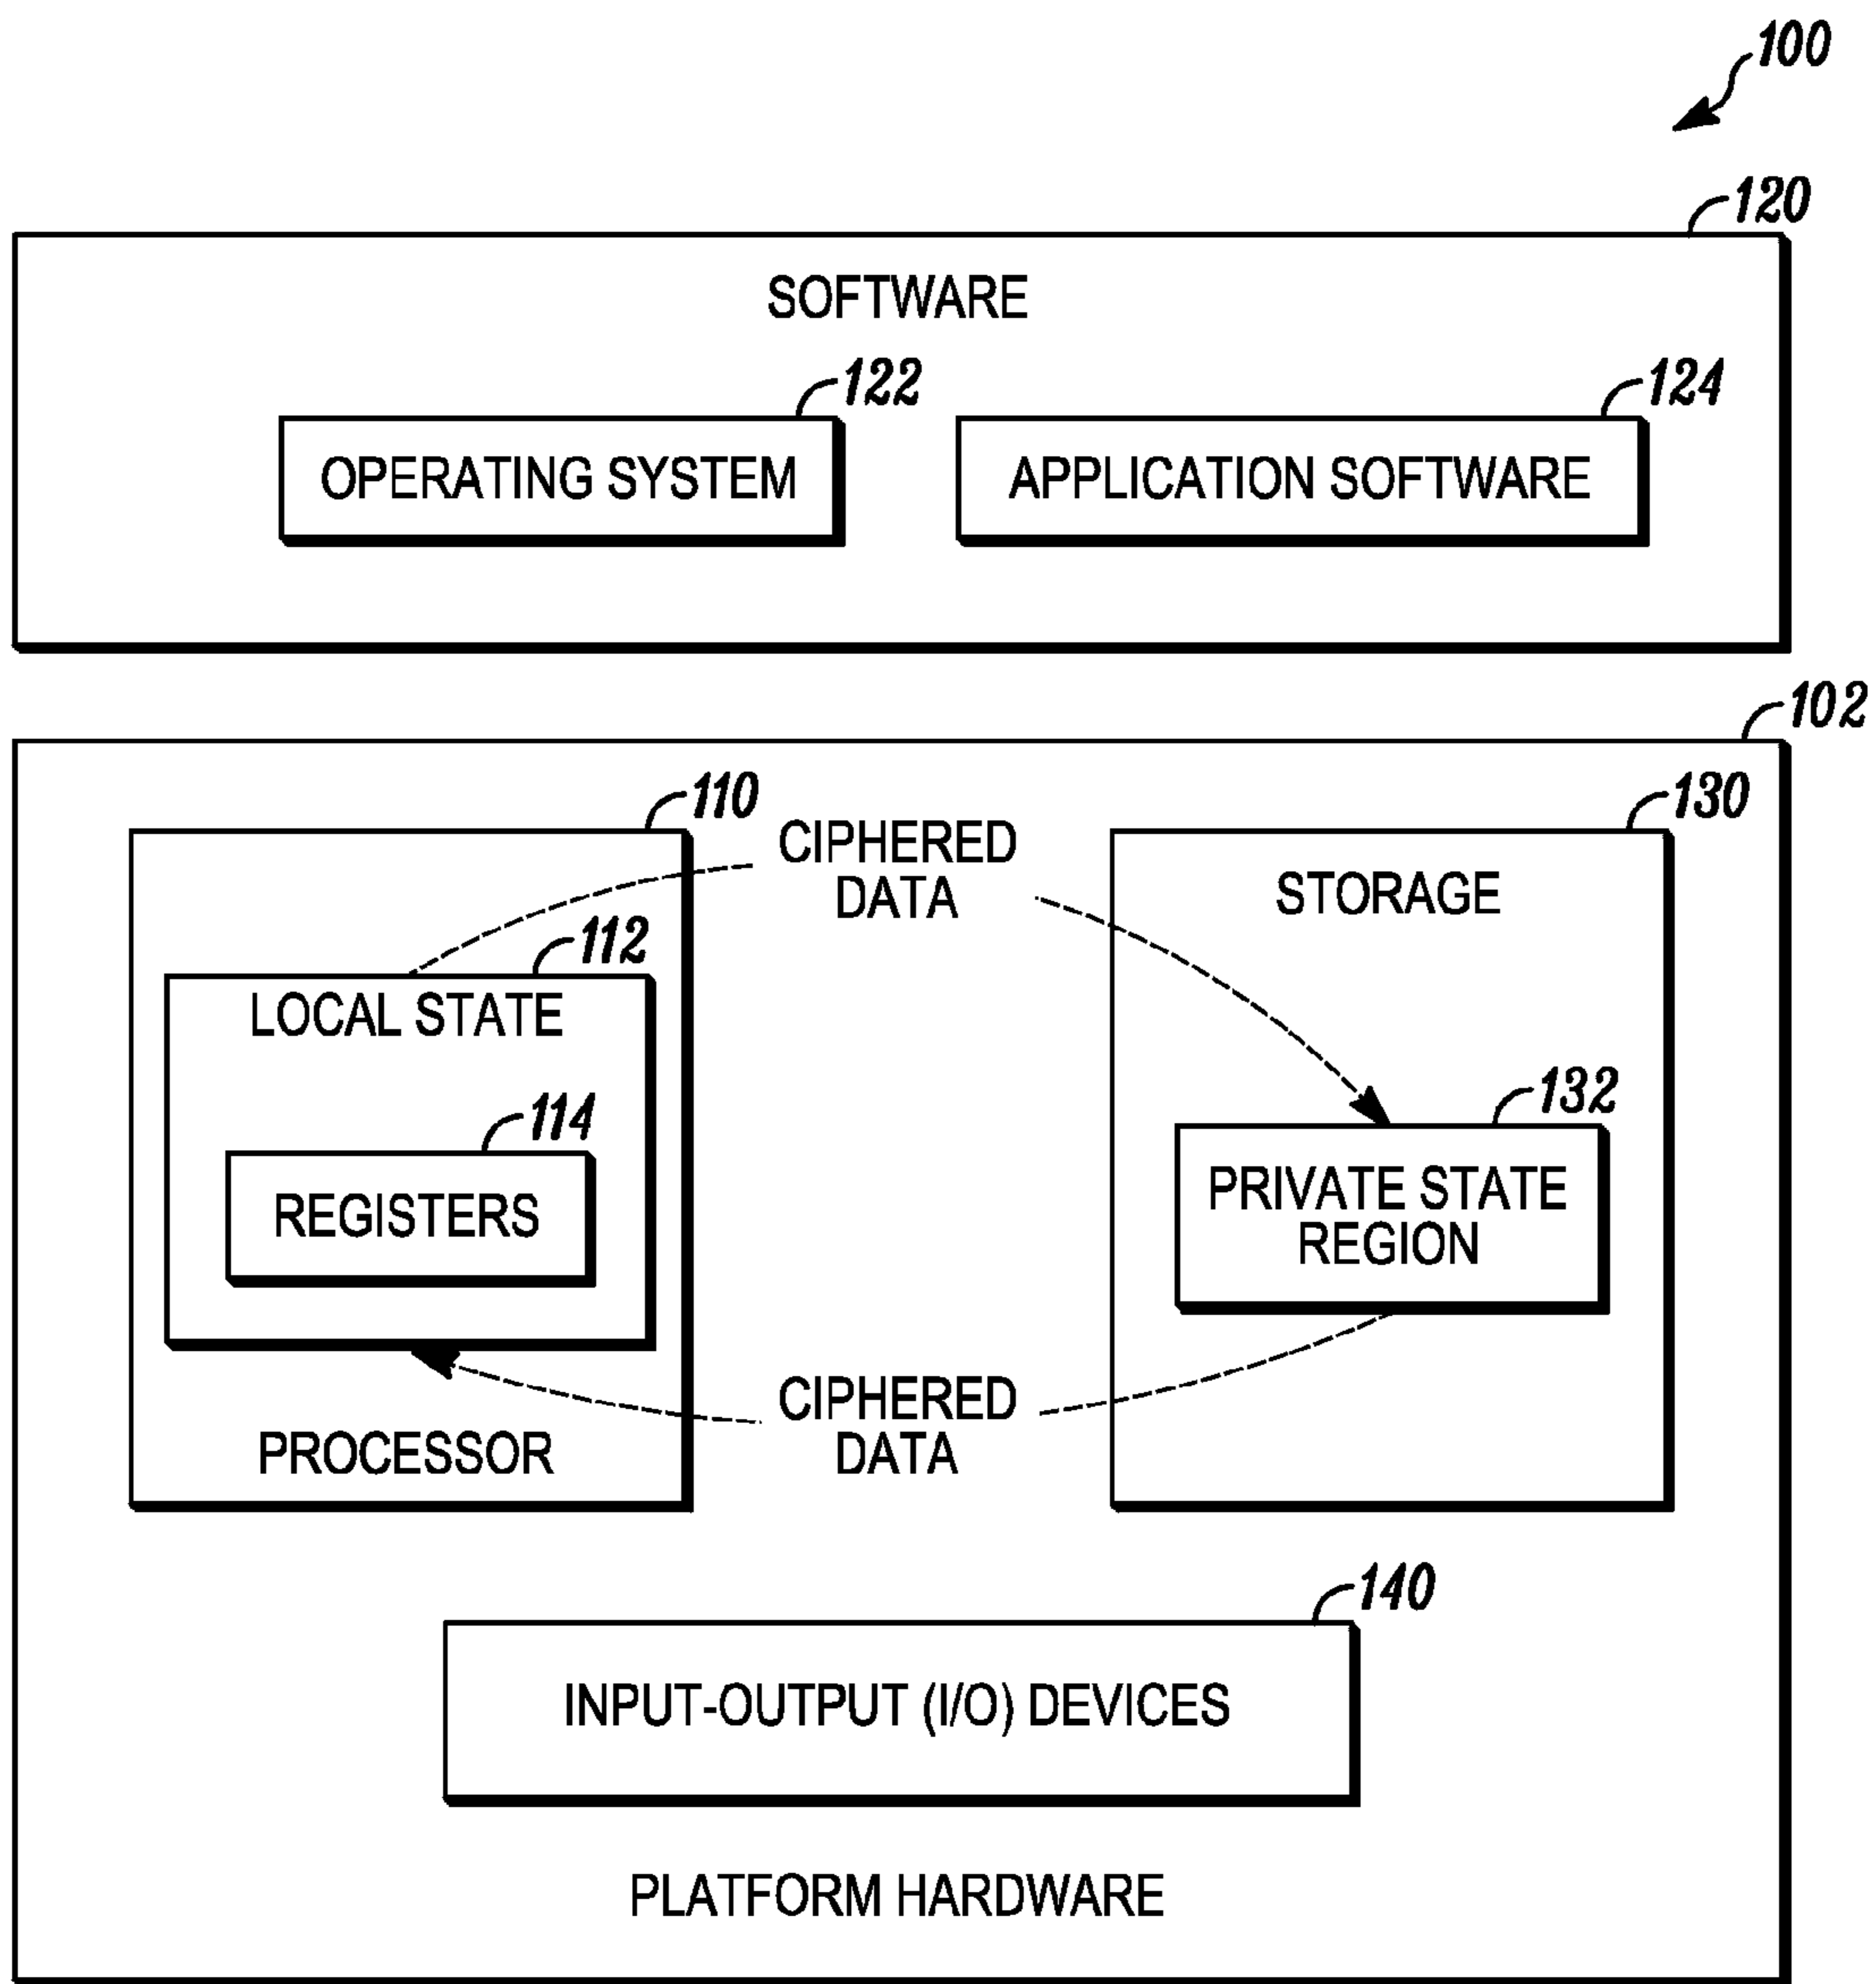 100
120
SOFTWARE
122
124
OPERATING SYSTEM
APPLICATION SOFTWARE
102
110
130
CIPHERED
DATA
STORAGE
112
LOCAL STATE
114
132
REGISTERS
PRIVATE STATE
REGION
CIPHERED
DATA
PROCESSOR
140
INPUT-OUTPUT (I/O) DEVICES
PLATFORM HARDWARE